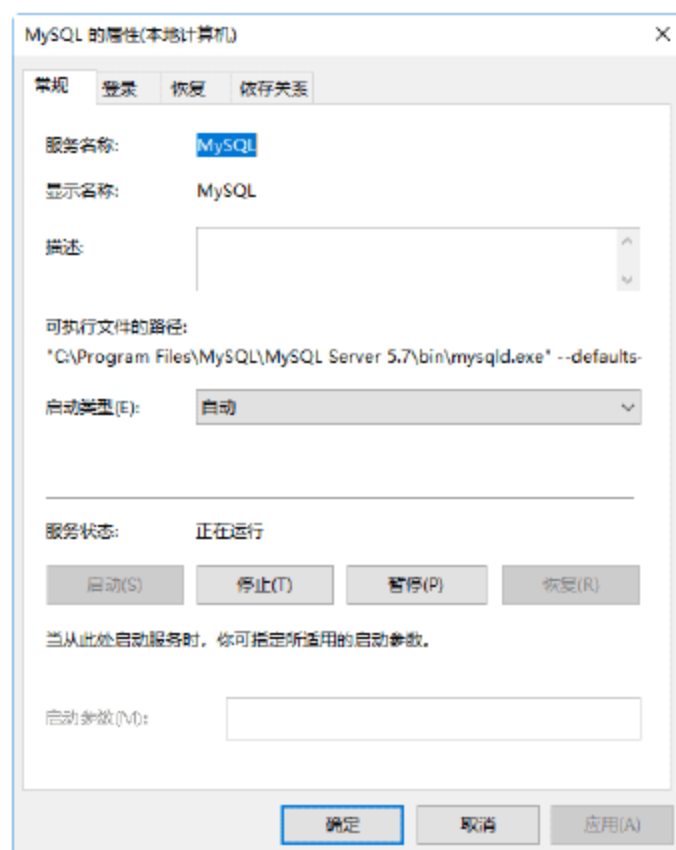 MySQL 的属性(本地计算机)
常规 登录 恢复 依存关系
服务名称: MySQL
显示名称: MySQL
描述:
可执行文件的路径:
"C:\Program Files\MySQL\MySQL Server 5.7\bin\mysqld.exe" --defaults-
启动类型(E): 自动
服务状态: 正在运行
启动(S) 停止(T) 暂停(P) 恢复(R)
当从此处启动服务时，你可指定所适用的启动参数。
启动参数(M):
确定 取消 应用(A)